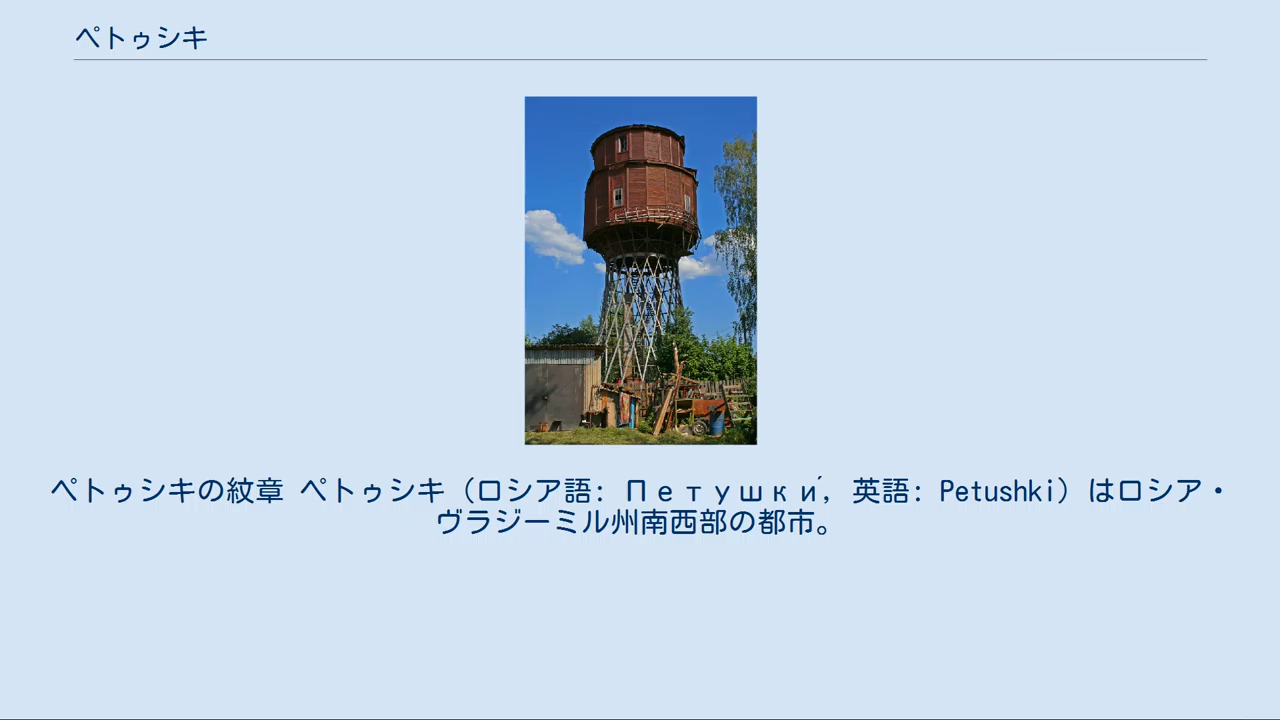 ペトゥシキ
ペトゥシキの紋章 ペトゥシキ（ロシア語: Петушки́, 英語: Petushki）はロシア・
ヴラジーミル州南西部の都市。